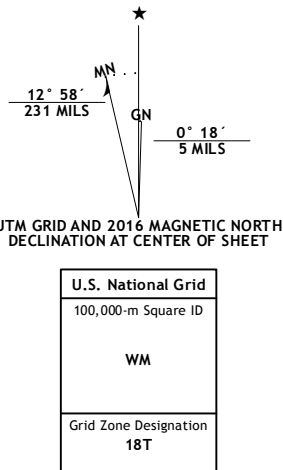 ★
MN
GN
12° 58´
231 MILS
0° 18´
5 MILS
UTM GRID AND 2016 MAGNETIC NORTH
DECLINATION AT CENTER OF SHEET
U.S. National Grid
100,000-m Square ID
WM
Grid Zone Designation
18T